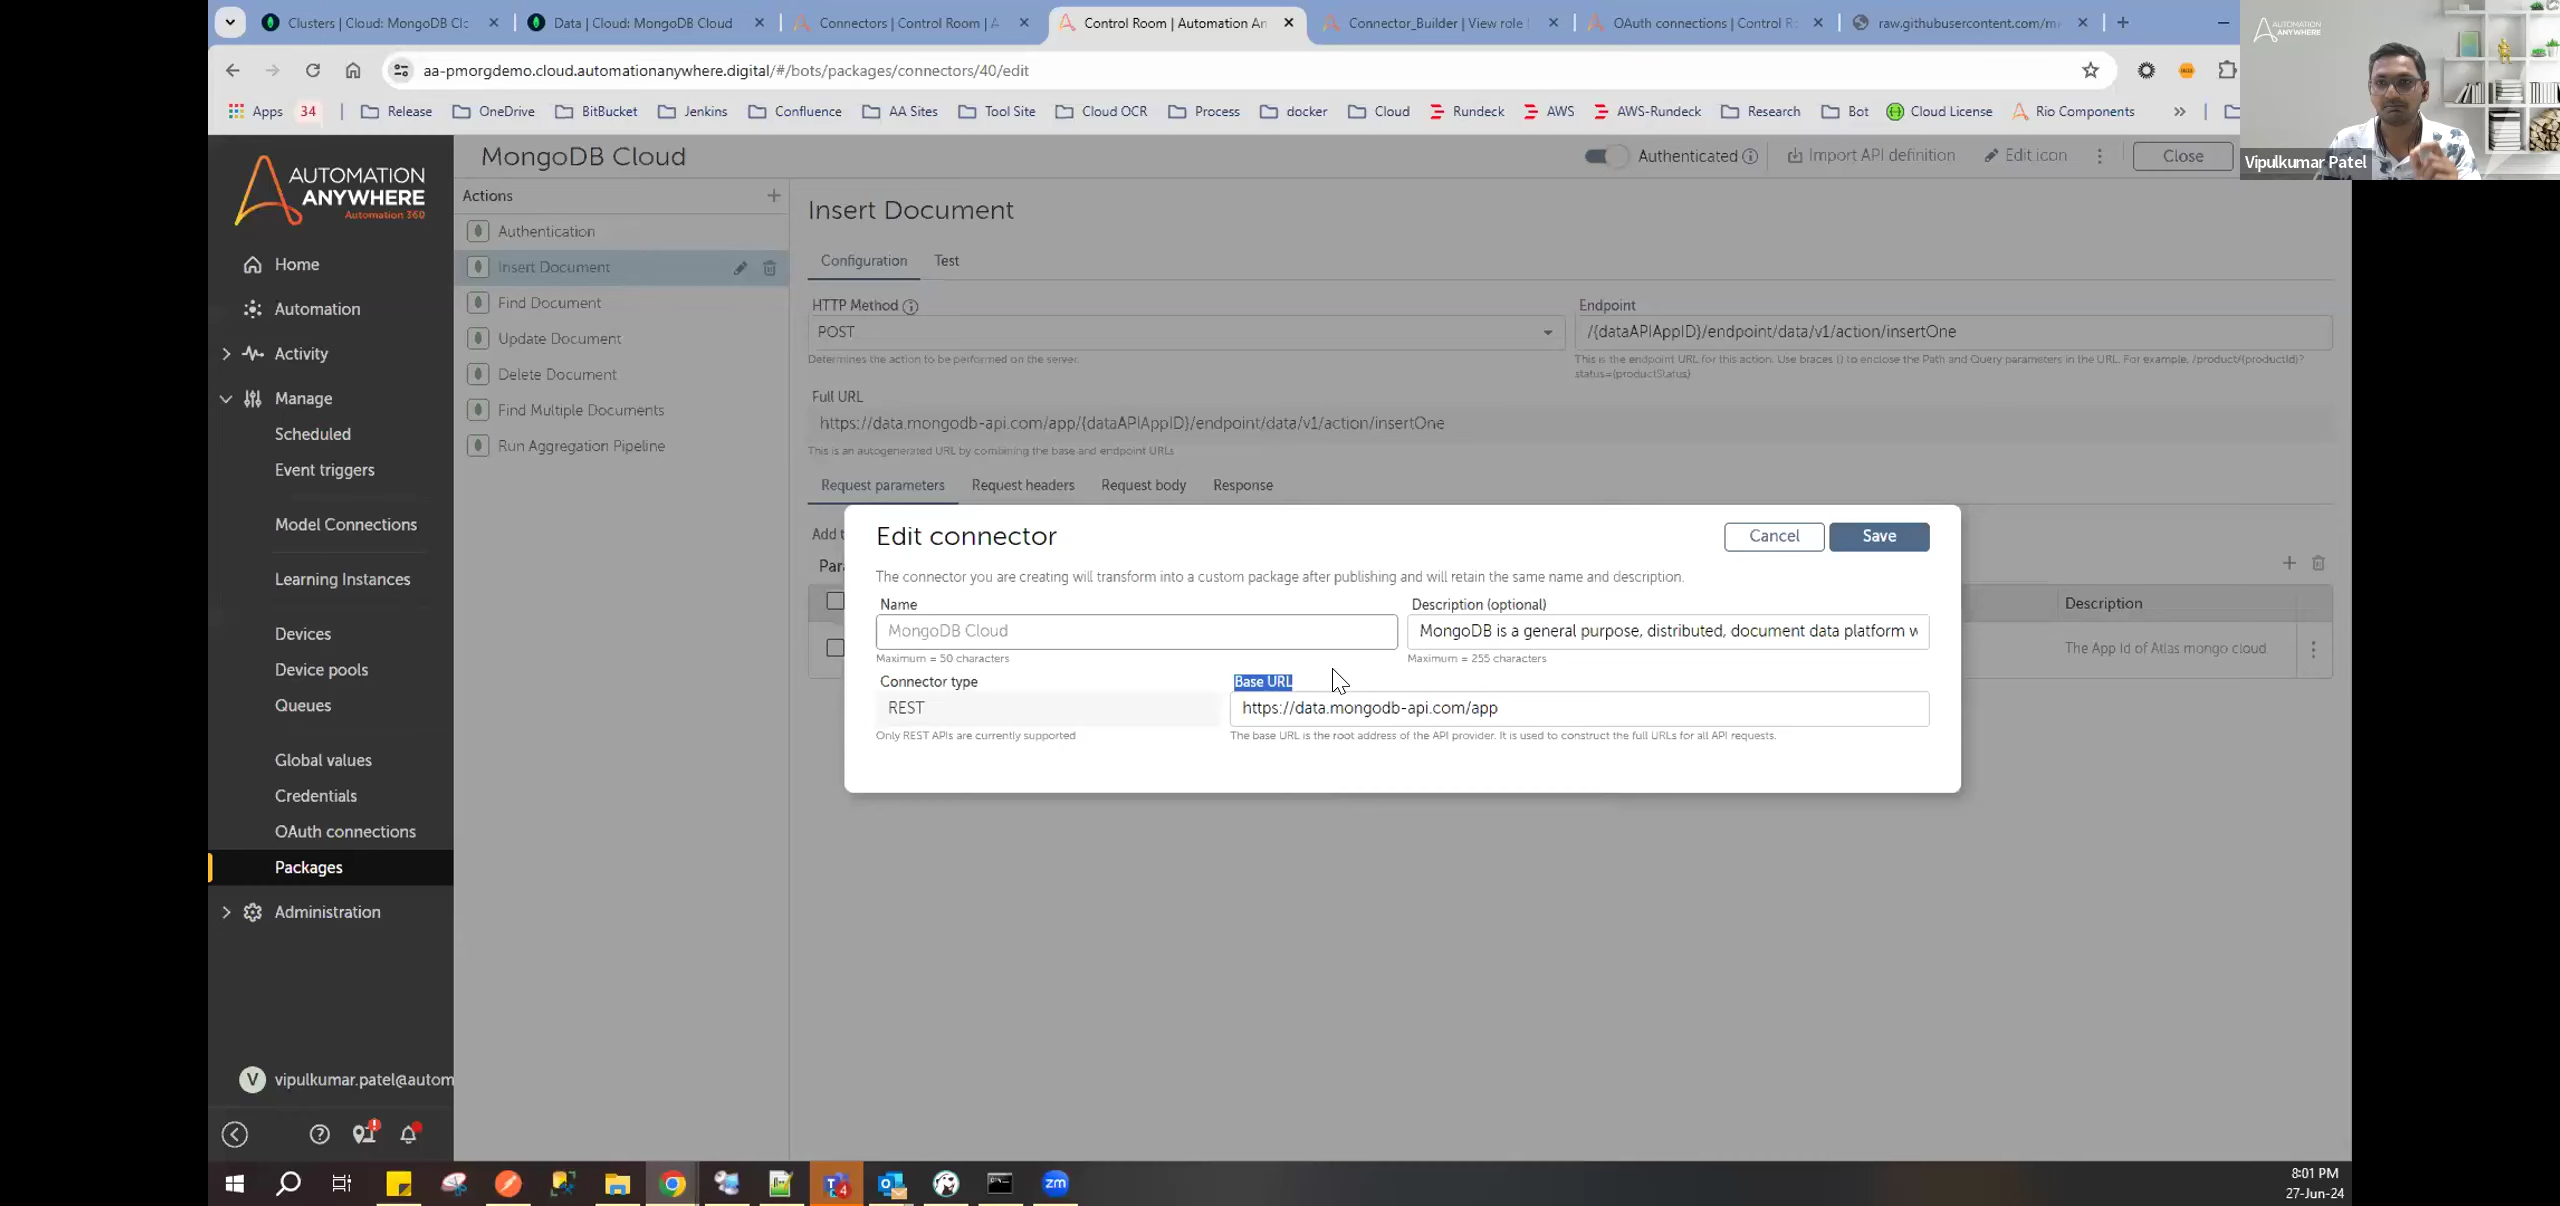 Clusters | Cloud: MongoDB Clo
Data | Cloud: MongoDB Cloud
Connectors | Control Room | A
Control Room | Automation An
Connector_Builder | View role
OAuth connections | Control R
raw.githubusercontent.com/m
aa-pmorgdemo.cloud.automationanywhere.digital/#/bots/packages/connectors/40/edit
Apps 34 Release OneDrive BitBucket Jenkins Confluence AA Sites Tool Site Cloud OCR Process docker Cloud Rundeck AWS AWS-Rundeck Research Bot Cloud License Rio Components
AUTOMATION ANYWHERE
Vipulkumar Patel
AUTOMATION
ANYWHERE
Automation 360
Home
Automation
Activity
Manage
Scheduled
Event triggers
Model Connections
Learning Instances
Devices
Device pools
Queues
Global values
Credentials
OAuth connections
Packages
Administration
V vipulkumar.patel@autom
MongoDB Cloud
Authenticated
Import API definition
Edit icon
Close
Actions
Authentication
Insert Document
Find Document
Update Document
Delete Document
Find Multiple Documents
Run Aggregation Pipeline
Insert Document
Configuration Test
HTTP Method
POST
Determines the action to be performed on the server.
Endpoint
/{dataAPIAppID}/endpoint/data/v1/action/insertOne
This is the endpoint URL for this action. Use braces {} to enclose the Path and Query parameters in the URL. For example, /product/{productId}?
status={productStatus}
Full URL
https://data.mongodb-api.com/app/{dataAPIAppID}/endpoint/data/v1/action/insertOne
This is an autogenerated URL by combining the base and endpoint URLs
Request parameters Request headers Request body Response
Add t
Para
Description
The App Id of Atlas mongo cloud
Edit connector
Cancel
Save
The connector you are creating will transform into a custom package after publishing and will retain the same name and description.
Name
MongoDB Cloud
Maximum = 50 characters
Description (optional)
MongoDB is a general purpose, distributed, document data platform w
Maximum = 255 characters
Connector type
REST
Only REST APIs are currently supported
Base URL
https://data.mongodb-api.com/app
The base URL is the root address of the API provider. It is used to construct the full URLs for all API requests.
4
zm
8:01 PM
27-Jun-24